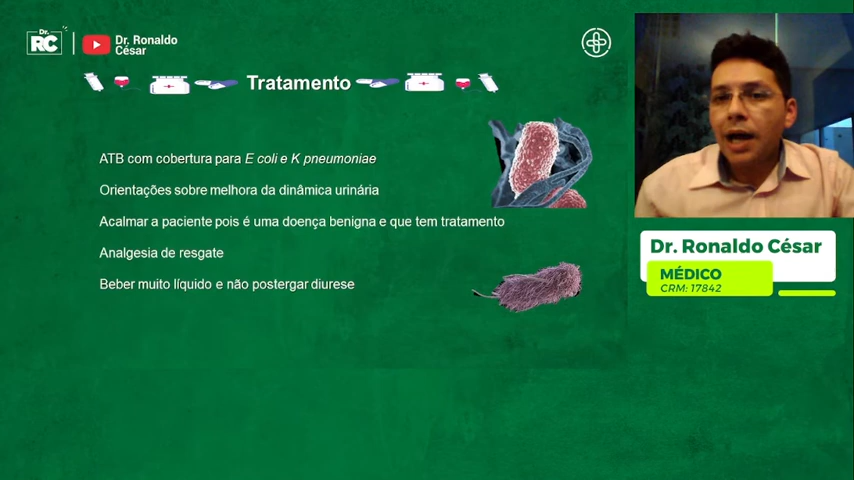 Dr.
RC
Dr. Ronaldo
César
Tratamento
ATB com cobertura para E coli e K pneumoniae
Orientações sobre melhora da dinâmica urinária
Acalmar a paciente pois é uma doença benigna e que tem tratamento
Analgesia de resgate
Beber muito líquido e não postergar diurese
Dr. Ronaldo César
MÉDICO
CRM: 17842